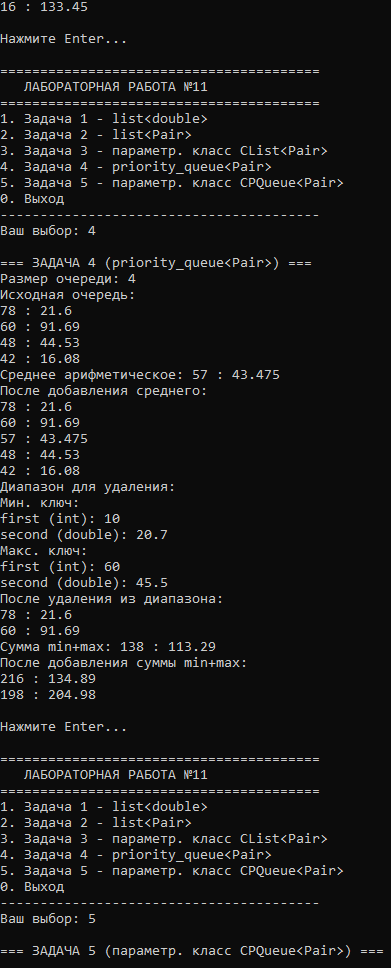 16 : 133.45
Нажмите Enter...
========================================
ЛАБОРАТОРНАЯ РАБОТА №11
========================================
1. Задача 1 - list<double>
2. Задача 2 - list<Pair>
3. Задача 3 - параметр. класс CList<Pair>
4. Задача 4 - priority_queue<Pair>
5. Задача 5 - параметр. класс CPQueue<Pair>
0. Выход
----------------------------------------
Ваш выбор: 4
=== ЗАДАЧА 4 (priority_queue<Pair>) ===
Размер очереди: 4
Исходная очередь:
78 : 21.6
60 : 91.69
48 : 44.53
42 : 16.08
Среднее арифметическое: 57 : 43.475
После добавления среднего:
78 : 21.6
60 : 91.69
57 : 43.475
48 : 44.53
42 : 16.08
Диапазон для удаления:
Мин. ключ:
first (int): 10
second (double): 20.7
Макс. ключ:
first (int): 60
second (double): 45.5
После удаления из диапазона:
78 : 21.6
60 : 91.69
Сумма min+max: 138 : 113.29
После добавления суммы min+max:
216 : 134.89
198 : 204.98
Нажмите Enter...
========================================
ЛАБОРАТОРНАЯ РАБОТА №11
========================================
1. Задача 1 - list<double>
2. Задача 2 - list<Pair>
3. Задача 3 - параметр. класс CList<Pair>
4. Задача 4 - priority_queue<Pair>
5. Задача 5 - параметр. класс CPQueue<Pair>
0. Выход
----------------------------------------
Ваш выбор: 5
=== ЗАДАЧА 5 (параметр. класс CPQueue<Pair>) ===